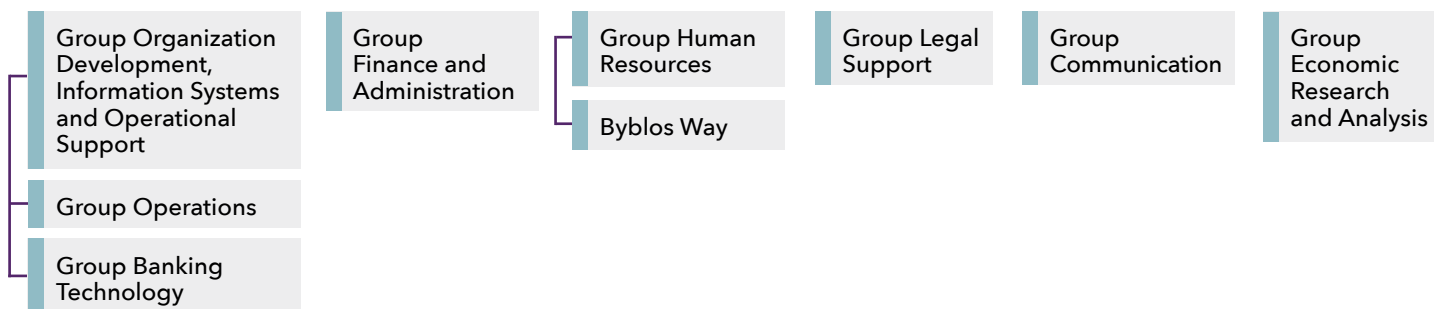 Group Organization
Development,
Information Systems
and Operational
Support
Group Operations
Group Banking
Technology
Group
Finance and
Administration
Group Human
Resources
Byblos Way
Group Legal
Support
Group
Communication
Group
Economic
Research
and Analysis